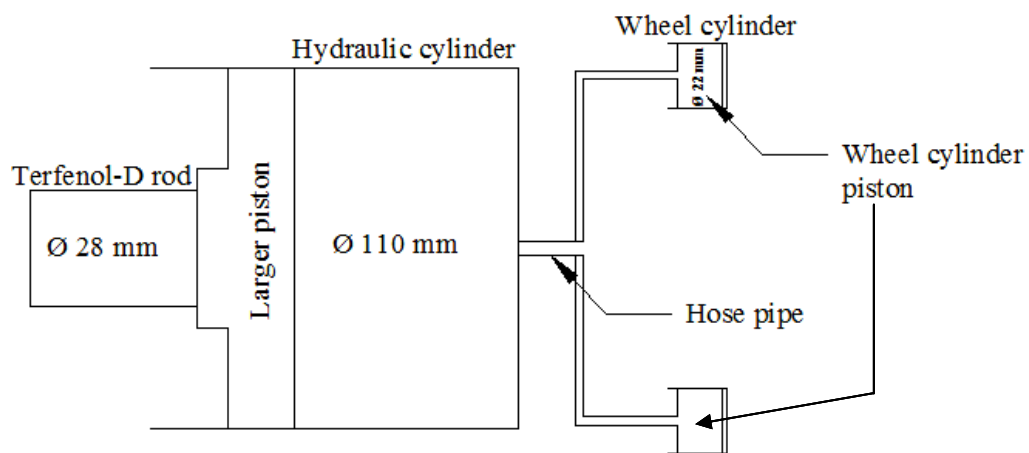 Hydraulic cylinder
Wheel cylinder
Ø 22 mm
Terfenol-D rod
Ø 28 mm
Larger piston
Ø 110 mm
Wheel cylinder
piston
Hose pipe